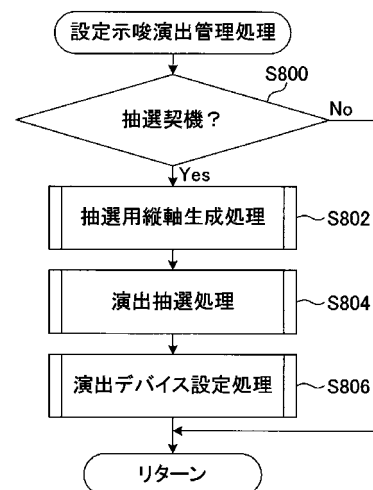 設定示唆演出管理処理
S800
抽選契機？
No
Yes
抽選用縦軸生成処理
S802
演出抽選処理
S804
演出デバイス設定処理
S806
リターン